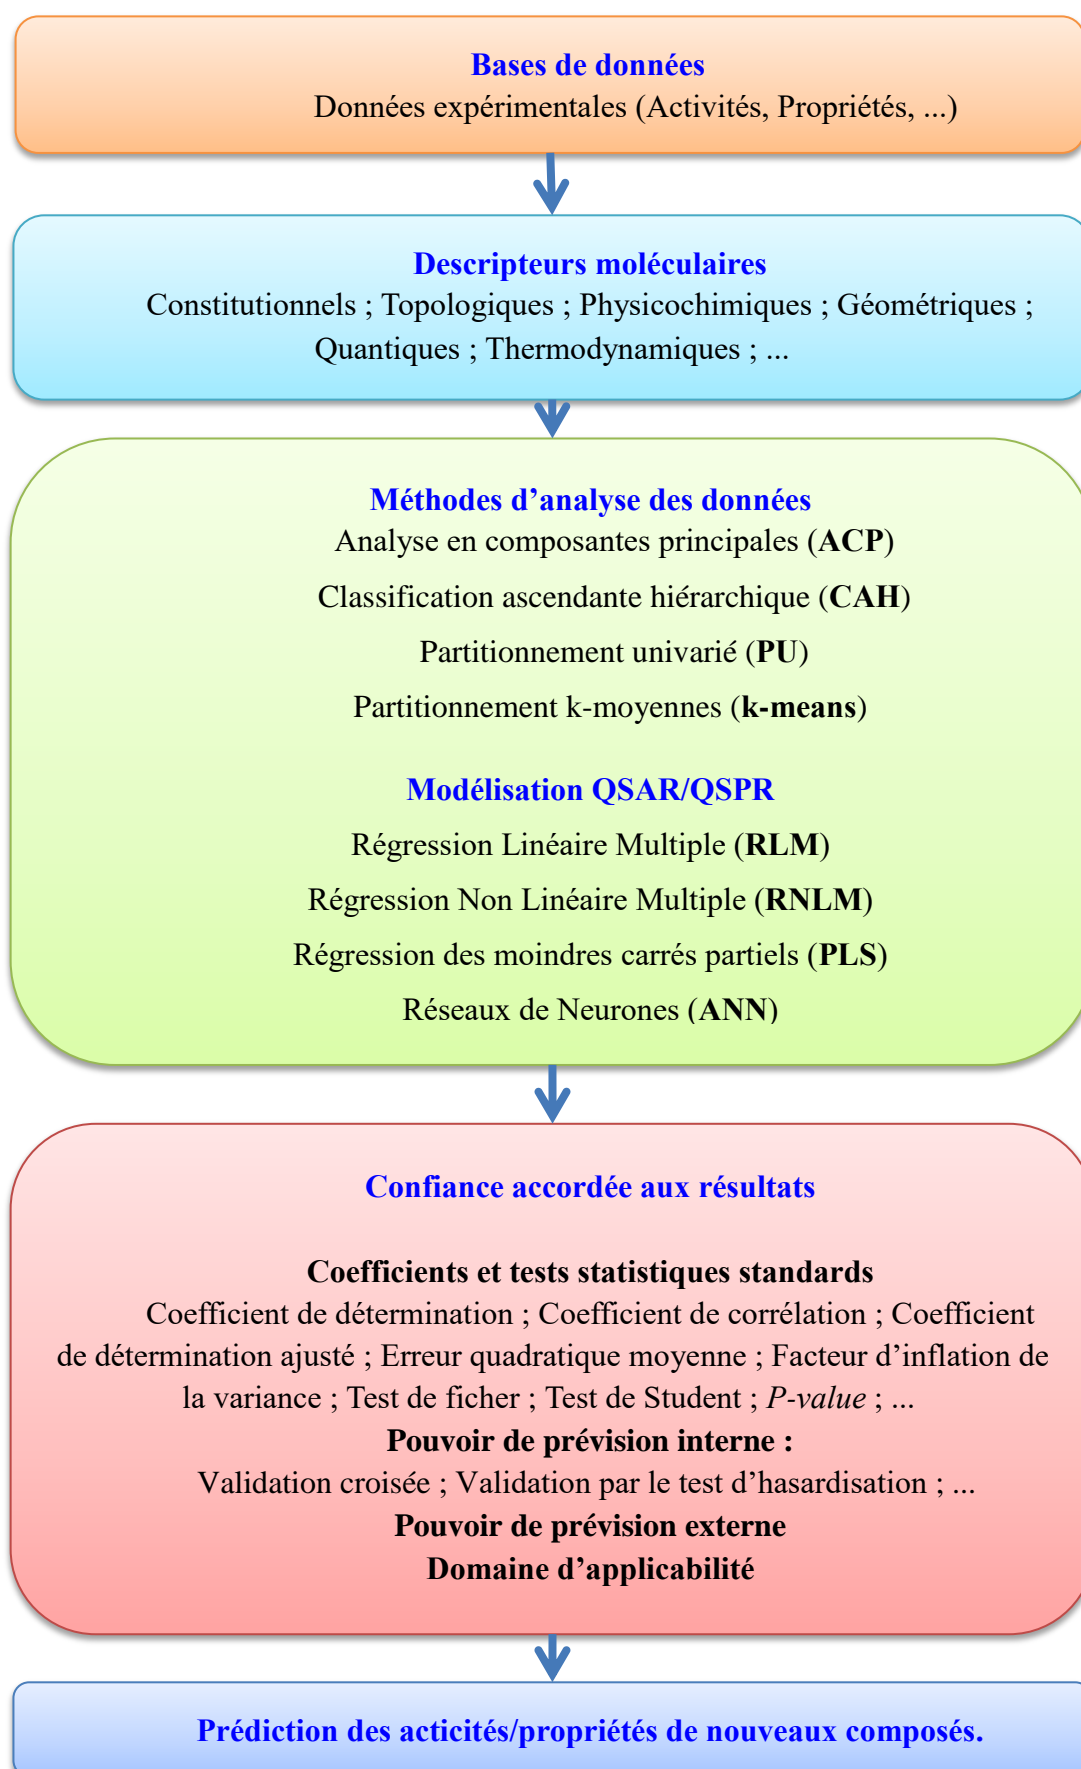 Bases de données
Données expérimentales (Activités, Propriétés, ...)
Descripteurs moléculaires
Constitutionnels ; Topologiques ; Physicochimiques ; Géométriques ;
Quantiques ; Thermodynamiques ; ...
Méthodes d’analyse des données
Analyse en composantes principales (ACP)
Classification ascendante hiérarchique (CAH)
Partitionnement univarié (PU)
Partitionnement k-moyennes (k-means)
Modélisation QSAR/QSPR
Régression Linéaire Multiple (RLM)
Régression Non Linéaire Multiple (RNLM)
Régression des moindres carrés partiels (PLS)
Réseaux de Neurones (ANN)
Confiance accordée aux résultats
Coefficients et tests statistiques standards
Coefficient de détermination ; Coefficient de corrélation ; Coefficient
de détermination ajusté ; Erreur quadratique moyenne ; Facteur d’inflation de
la variance ; Test de ficher ; Test de Student ; P-value ; ...
Pouvoir de prévision interne :
Validation croisée ; Validation par le test d’hasardisation ; ...
Pouvoir de prévision externe
Domaine d’applicabilité
Prédiction des acticités/propriétés de nouveaux composés.